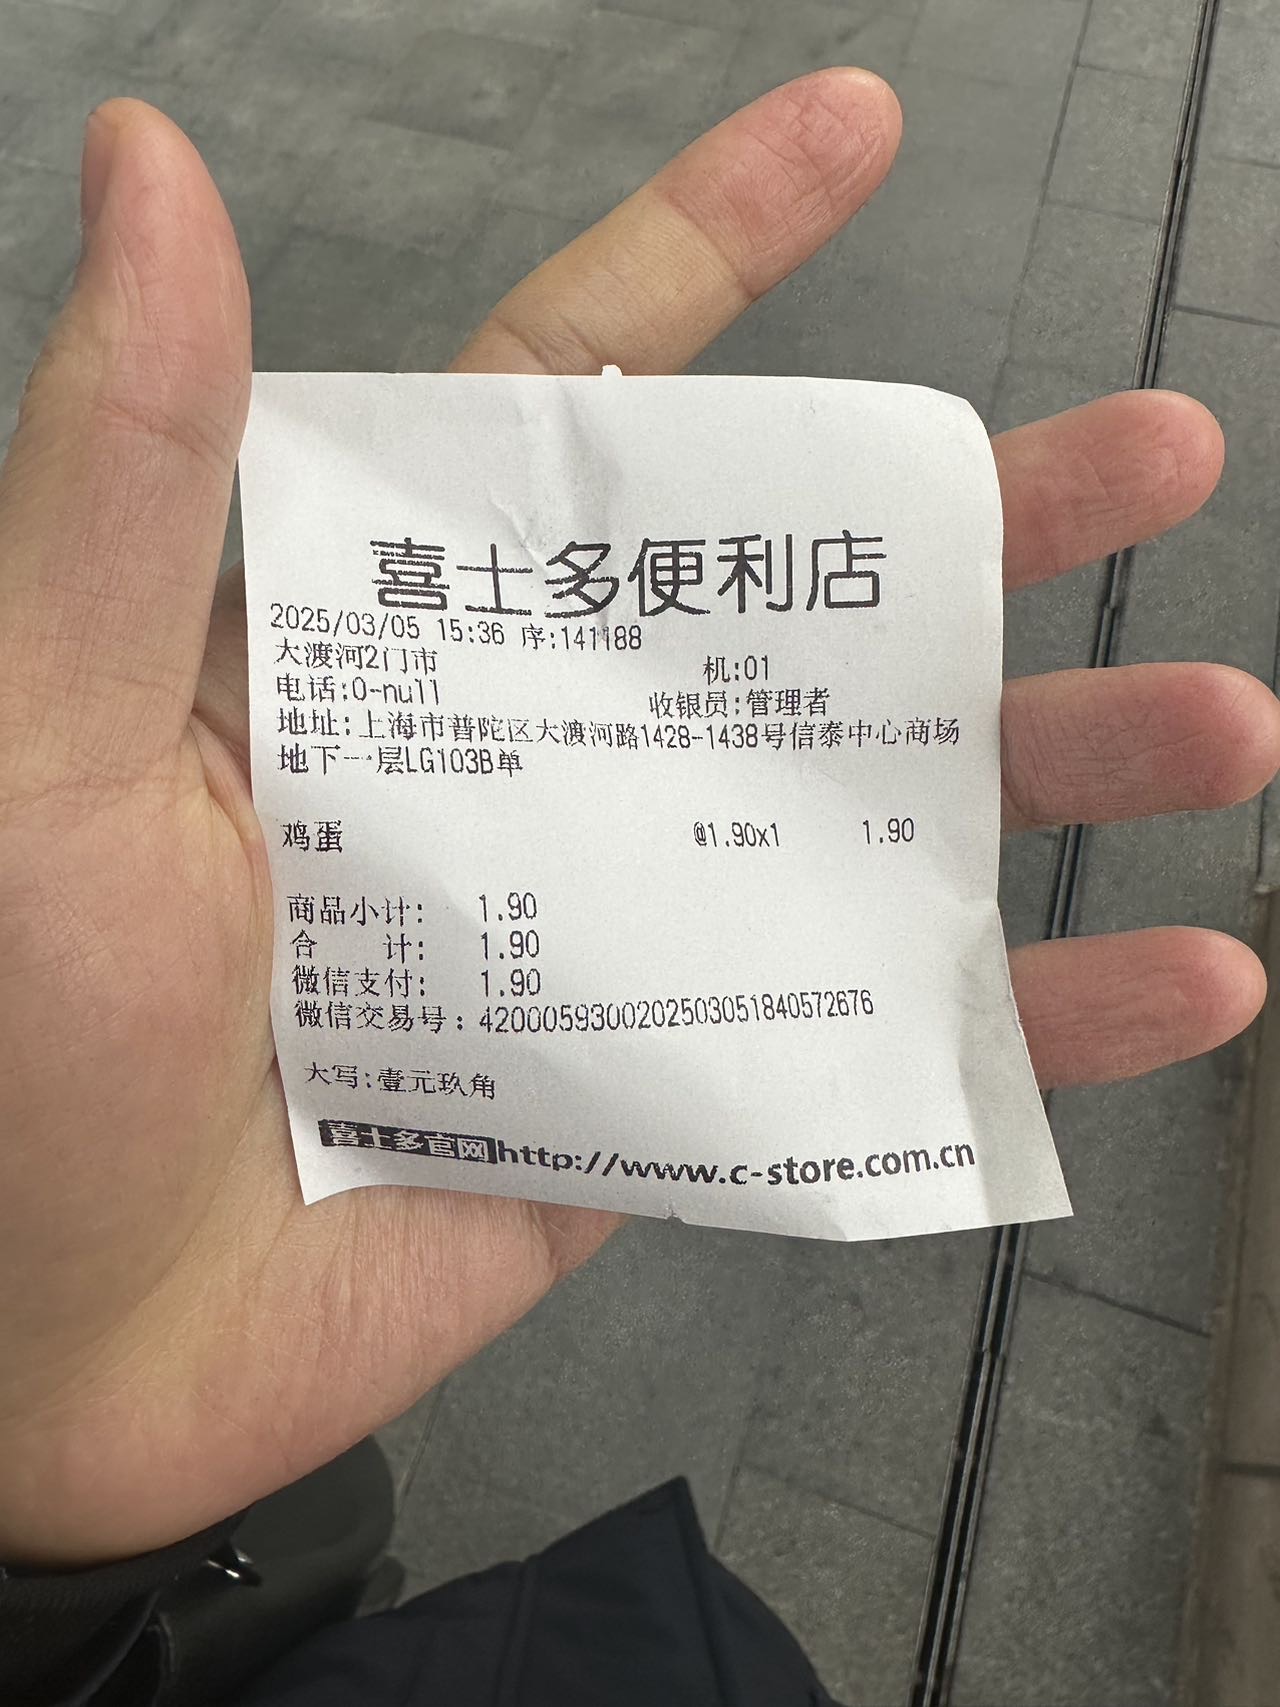 喜士多便利店
2025/03/05 15:36 序:141188
大渡河2门市 机:01
电话:0-null 收银员:管理者
地址:上海市普陀区大渡河路1428-1438号信泰中心商场
地下一层LG103B单
鸡蛋 @1.90x1 1.90
商品小计: 1.90
合 计: 1.90
微信支付: 1.90
微信交易号: 4200059300202503051840572676
大写:壹元玖角
喜士多官网http://www.c-store.com.cn